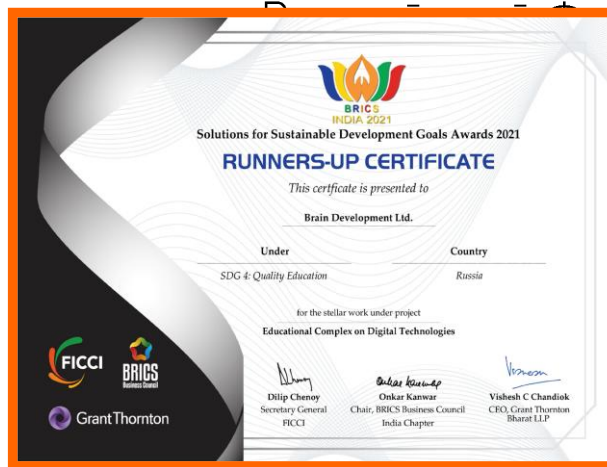 BRICS
INDIA 2021
Solutions for Sustainable Development Goals Awards 2021
RUNNERS-UP CERTIFICATE
This certficate is presented to
Brain Development Ltd.
Under
Country
SDG 4: Quality Education
Russia
for the stellar work under project
Educational Complex on Digital Technologies
FICCI
BRICS
Business Council
Grant Thornton
Dilip Chenoy
Secretary General
FICCI
Onkar Kanwar
Chair, BRICS Business Council
India Chapter
Vishesh C Chandiok
CEO, Grant Thornton
Bharat LLP